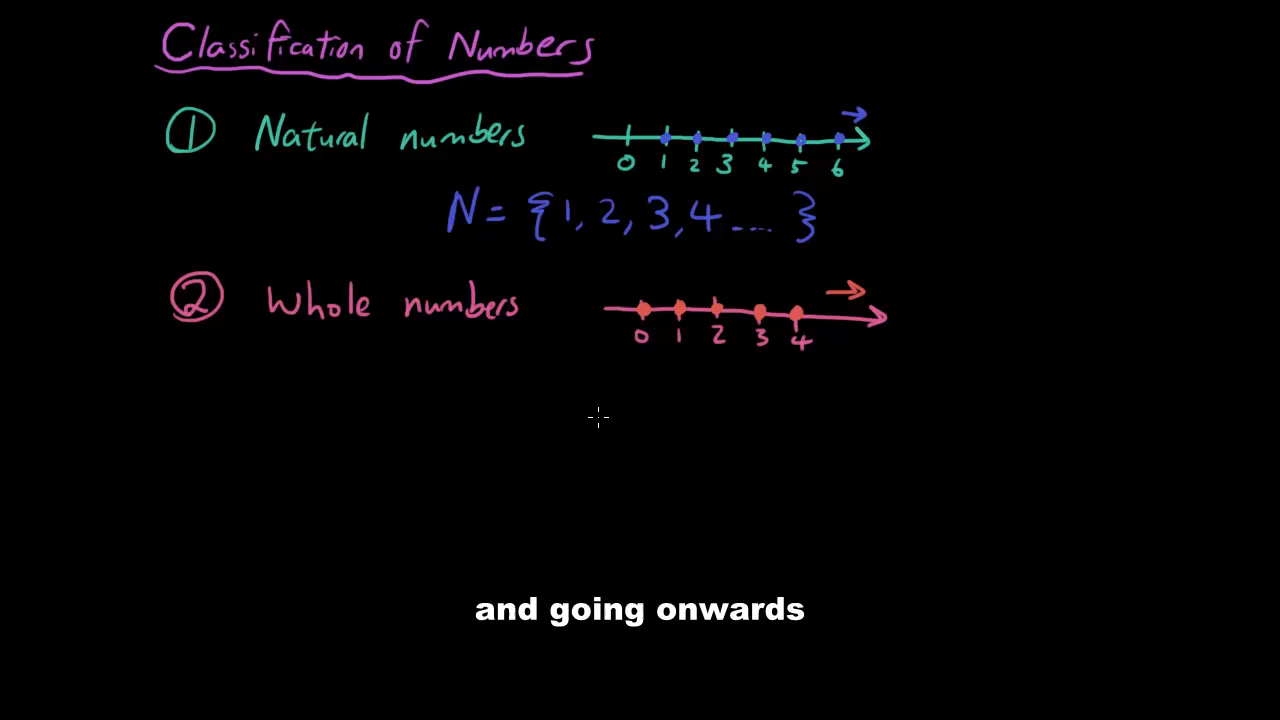 Classification of Numbers
① Natural numbers
0 1 2 3 4 5 6
N = {1, 2, 3, 4 .... }
② Whole numbers
0 1 2 3 4
and going onwards